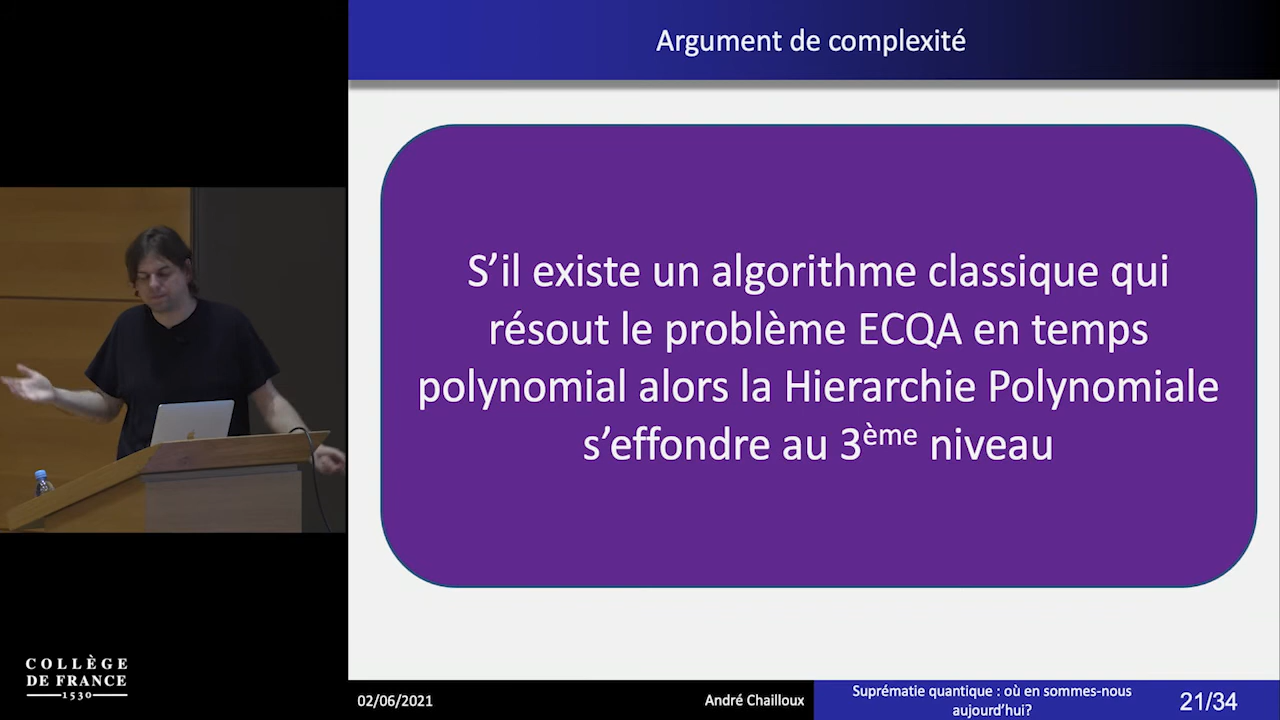 Argument de complexité
S’il existe un algorithme classique qui
résout le problème ECQA en temps
polynomial alors la Hierarchie Polynomiale
s’effondre au 3ème niveau
COLLÈGE
DE FRANCE
1530
02/06/2021
André Chailloux
Suprématie quantique : où en sommes-nous
aujourd’hui?
21/34